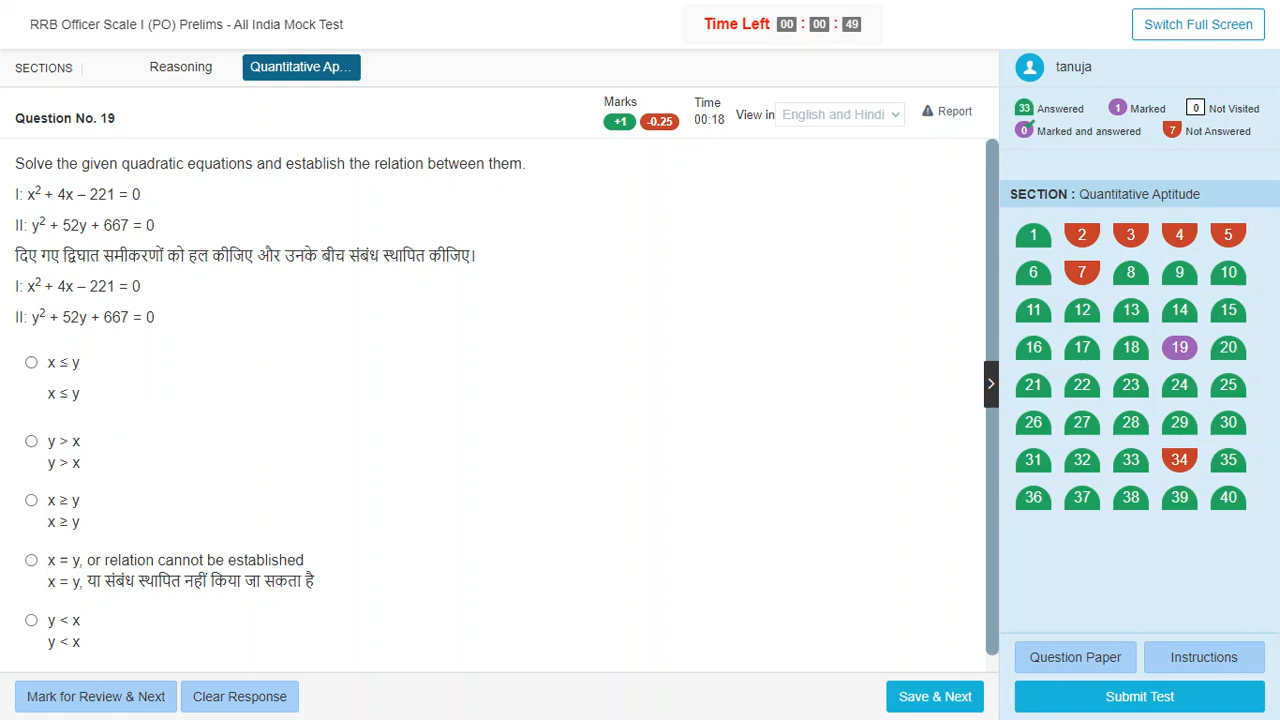 RRB Officer Scale I (PO) Prelims - All India Mock Test
Time Left 00 : 00 : 49
Switch Full Screen
SECTIONS
Reasoning
Quantitative Ap...
tanuja
Question No. 19
Marks
+1 -0.25
Time
00:18
View in English and Hindi
Report
33 Answered
1 Marked
0 Not Visited
0 Marked and answered
7 Not Answered
Solve the given quadratic equations and establish the relation between them.
I: x² + 4x – 221 = 0
II: y² + 52y + 667 = 0
दिए गए द्विघात समीकरणों को हल कीजिए और उनके बीच संबंध स्थापित कीजिए।
I: x² + 4x – 221 = 0
II: y² + 52y + 667 = 0
x ≤ y
x ≤ y
y > x
y > x
x ≥ y
x ≥ y
x = y, or relation cannot be established
x = y, या संबंध स्थापित नहीं किया जा सकता है
y < x
y < x
SECTION : Quantitative Aptitude
1 2 3 4 5
6 7 8 9 10
11 12 13 14 15
16 17 18 19 20
21 22 23 24 25
26 27 28 29 30
31 32 33 34 35
36 37 38 39 40
Question Paper
Instructions
Mark for Review & Next
Clear Response
Save & Next
Submit Test